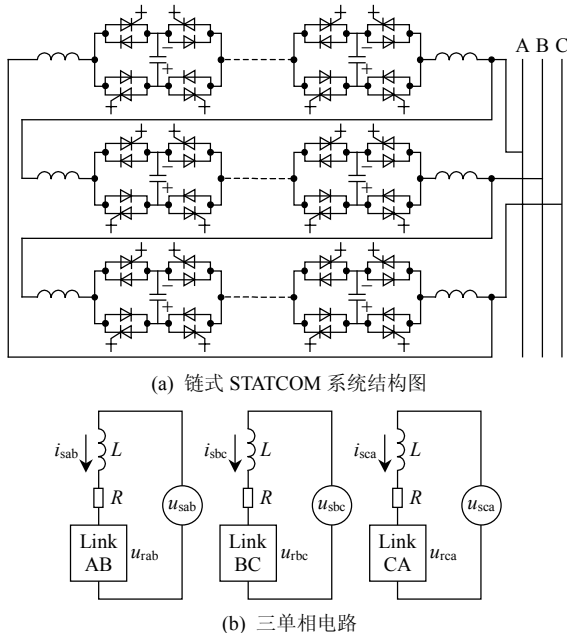 A B C
− −
+ +
− −
+ +
− −
+ +
(a) 链式 STATCOM 系统结构图
isab L isbc L isca L
R usab R usbc R usca
Link AB urab Link BC urbc Link CA urca
(b) 三单相电路